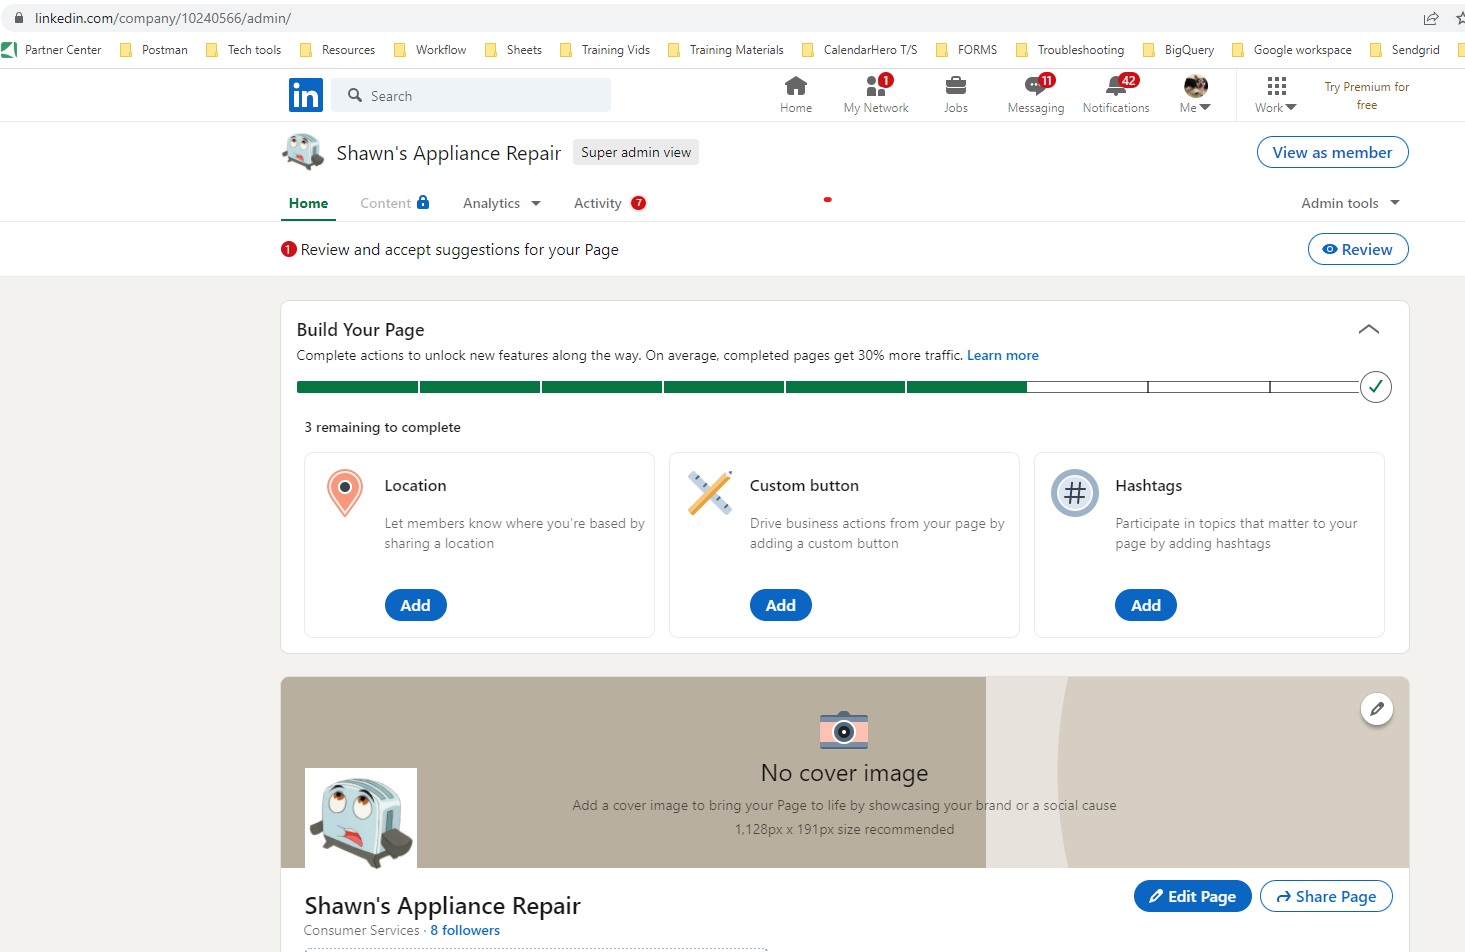 linkedin.com/company/10240566/admin/
Partner Center Postman Tech tools Resources Workflow Sheets Training Vids Training Materials CalendarHero T/S FORMS Troubleshooting BigQuery Google workspace Sendgrid
in Search
1 11 42
Home My Network Jobs Messaging Notifications Me Work Try Premium for
free
Shawn's Appliance Repair Super admin view View as member
Home Content Analytics Activity 7 Admin tools
1 Review and accept suggestions for your Page Review
Build Your Page
Complete actions to unlock new features along the way. On average, completed pages get 30% more traffic. Learn more
3 remaining to complete
Location
Let members know where you're based by
sharing a location
Add
Custom button
Drive business actions from your page by
adding a custom button
Add
# Hashtags
Participate in topics that matter to your
page by adding hashtags
Add
No cover image
Add a cover image to bring your Page to life by showcasing your brand or a social cause
1,128px x 191px size recommended
Edit Page Share Page
Shawn's Appliance Repair
Consumer Services · 8 followers